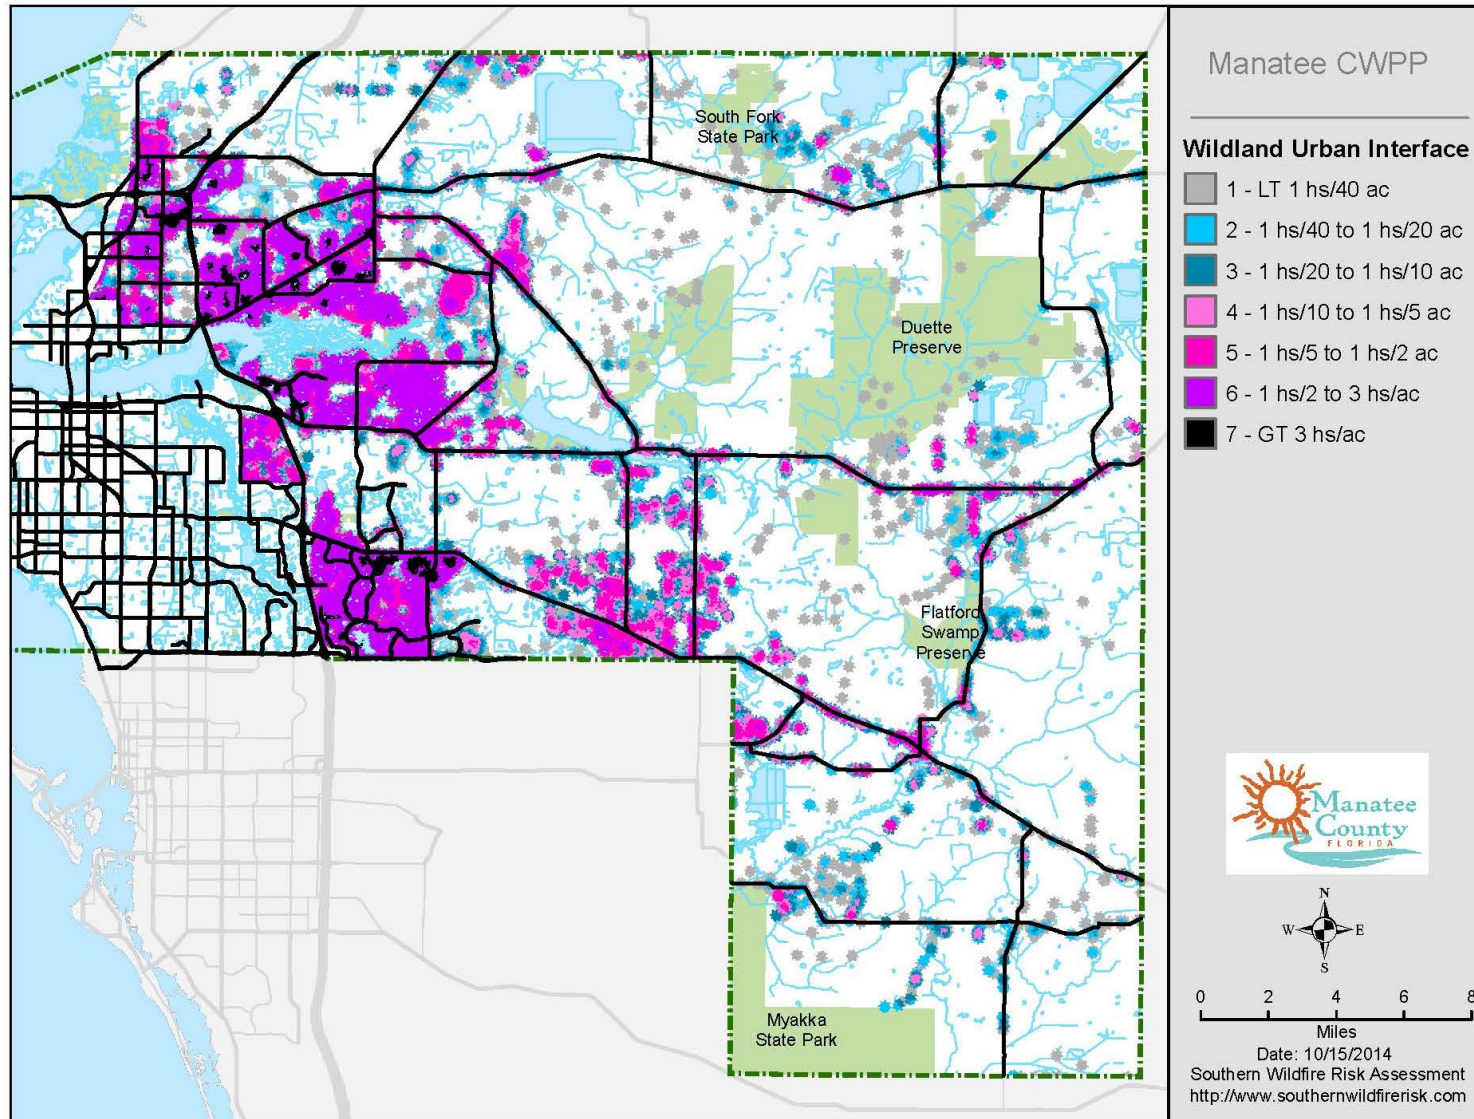 South Fork
State Park
Duette
Preserve
Flatford
Swamp
Preserve
Myakka
State Park
Manatee CWPP
Wildland Urban Interface
1 - LT 1 hs/40 ac
2 - 1 hs/40 to 1 hs/20 ac
3 - 1 hs/20 to 1 hs/10 ac
4 - 1 hs/10 to 1 hs/5 ac
5 - 1 hs/5 to 1 hs/2 ac
6 - 1 hs/2 to 3 hs/ac
7 - GT 3 hs/ac
Manatee
County
FLORIDA
N
W E
S
0 2 4 6 8
Miles
Date: 10/15/2014
Southern Wildfire Risk Assessment
http://www.southernwildfirerisk.com